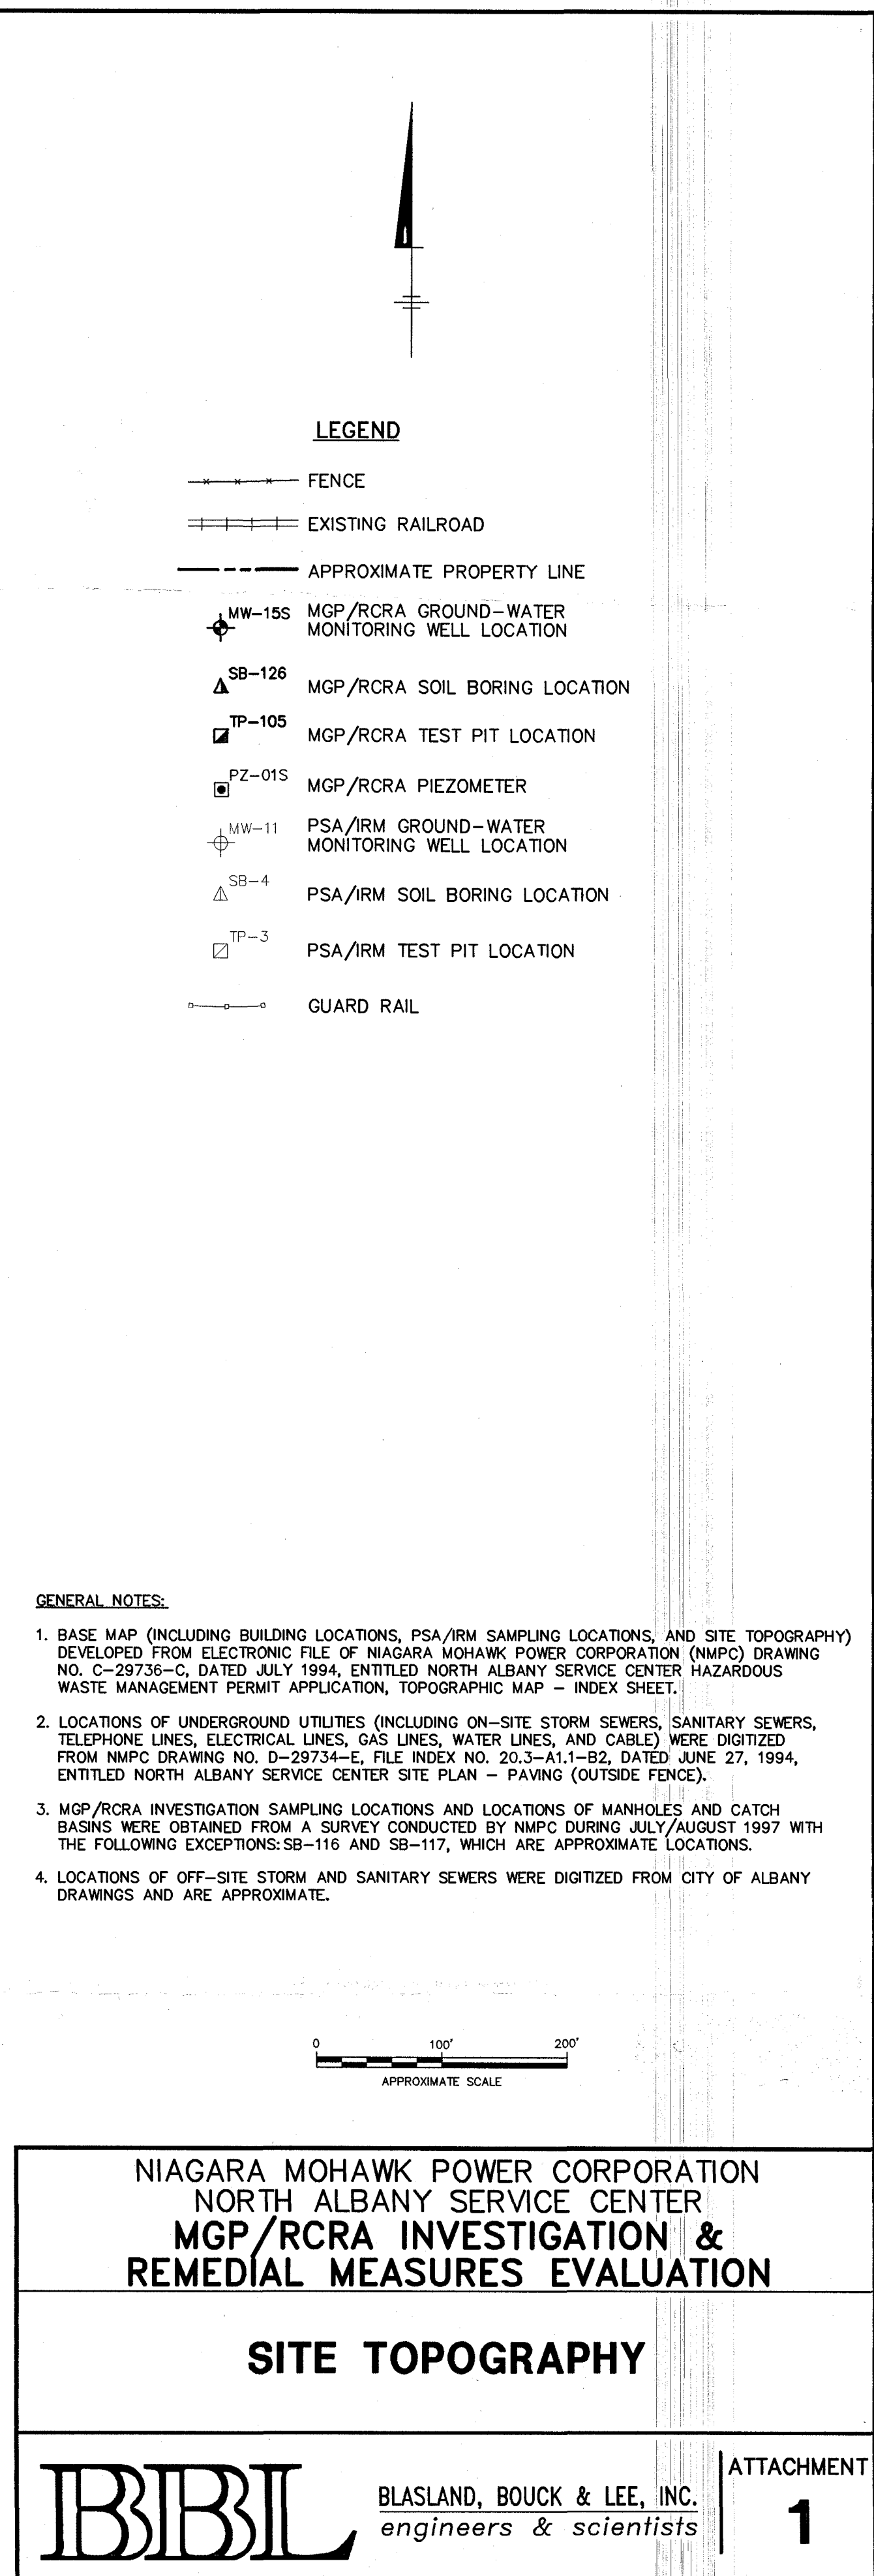 LEGEND
FENCE
EXISTING RAILROAD
APPROXIMATE PROPERTY LINE
MW-15S MGP/RCRA GROUND-WATER
MONITORING WELL LOCATION
SB-126
MGP/RCRA SOIL BORING LOCATION
TP-105
MGP/RCRA TEST PIT LOCATION
PZ-01S
MGP/RCRA PIEZOMETER
MW-11 PSA/IRM GROUND-WATER
MONITORING WELL LOCATION
SB-4
PSA/IRM SOIL BORING LOCATION
TP-3
PSA/IRM TEST PIT LOCATION
GUARD RAIL
GENERAL NOTES:
1. BASE MAP (INCLUDING BUILDING LOCATIONS, PSA/IRM SAMPLING LOCATIONS, AND SITE TOPOGRAPHY)
DEVELOPED FROM ELECTRONIC FILE OF NIAGARA MOHAWK POWER CORPORATION (NMPC) DRAWING
NO. C-29736-C, DATED JULY 1994, ENTITLED NORTH ALBANY SERVICE CENTER HAZARDOUS
WASTE MANAGEMENT PERMIT APPLICATION, TOPOGRAPHIC MAP - INDEX SHEET.
2. LOCATIONS OF UNDERGROUND UTILITIES (INCLUDING ON-SITE STORM SEWERS, SANITARY SEWERS,
TELEPHONE LINES, ELECTRICAL LINES, GAS LINES, WATER LINES, AND CABLE) WERE DIGITIZED
FROM NMPC DRAWING NO. D-29734-E, FILE INDEX NO. 20.3-A1.1-B2, DATED JUNE 27, 1994,
ENTITLED NORTH ALBANY SERVICE CENTER SITE PLAN - PAVING (OUTSIDE FENCE).
3. MGP/RCRA INVESTIGATION SAMPLING LOCATIONS AND LOCATIONS OF MANHOLES AND CATCH
BASINS WERE OBTAINED FROM A SURVEY CONDUCTED BY NMPC DURING JULY/AUGUST 1997 WITH
THE FOLLOWING EXCEPTIONS: SB-116 AND SB-117, WHICH ARE APPROXIMATE LOCATIONS.
4. LOCATIONS OF OFF-SITE STORM AND SANITARY SEWERS WERE DIGITIZED FROM CITY OF ALBANY
DRAWINGS AND ARE APPROXIMATE.
0 100' 200'
APPROXIMATE SCALE
NIAGARA MOHAWK POWER CORPORATION
NORTH ALBANY SERVICE CENTER
MGP/RCRA INVESTIGATION &
REMEDIAL MEASURES EVALUATION
SITE TOPOGRAPHY
BBL
BLASLAND, BOUCK & LEE, INC.
engineers & scientists
ATTACHMENT
1